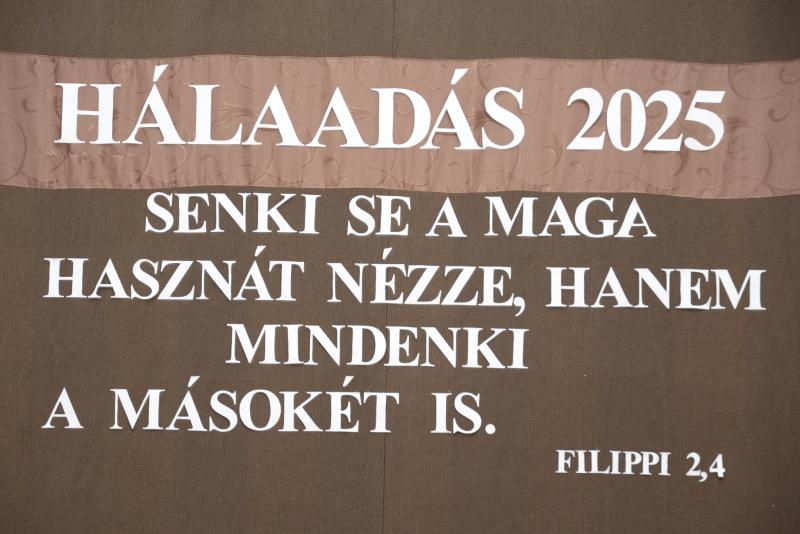 HÁLAADÁS 2025
SENKI SE A MAGA
HASZNÁT NÉZZE, HANEM
MINDENKI
A MÁSOKÉT IS.
FILIPPI 2,4